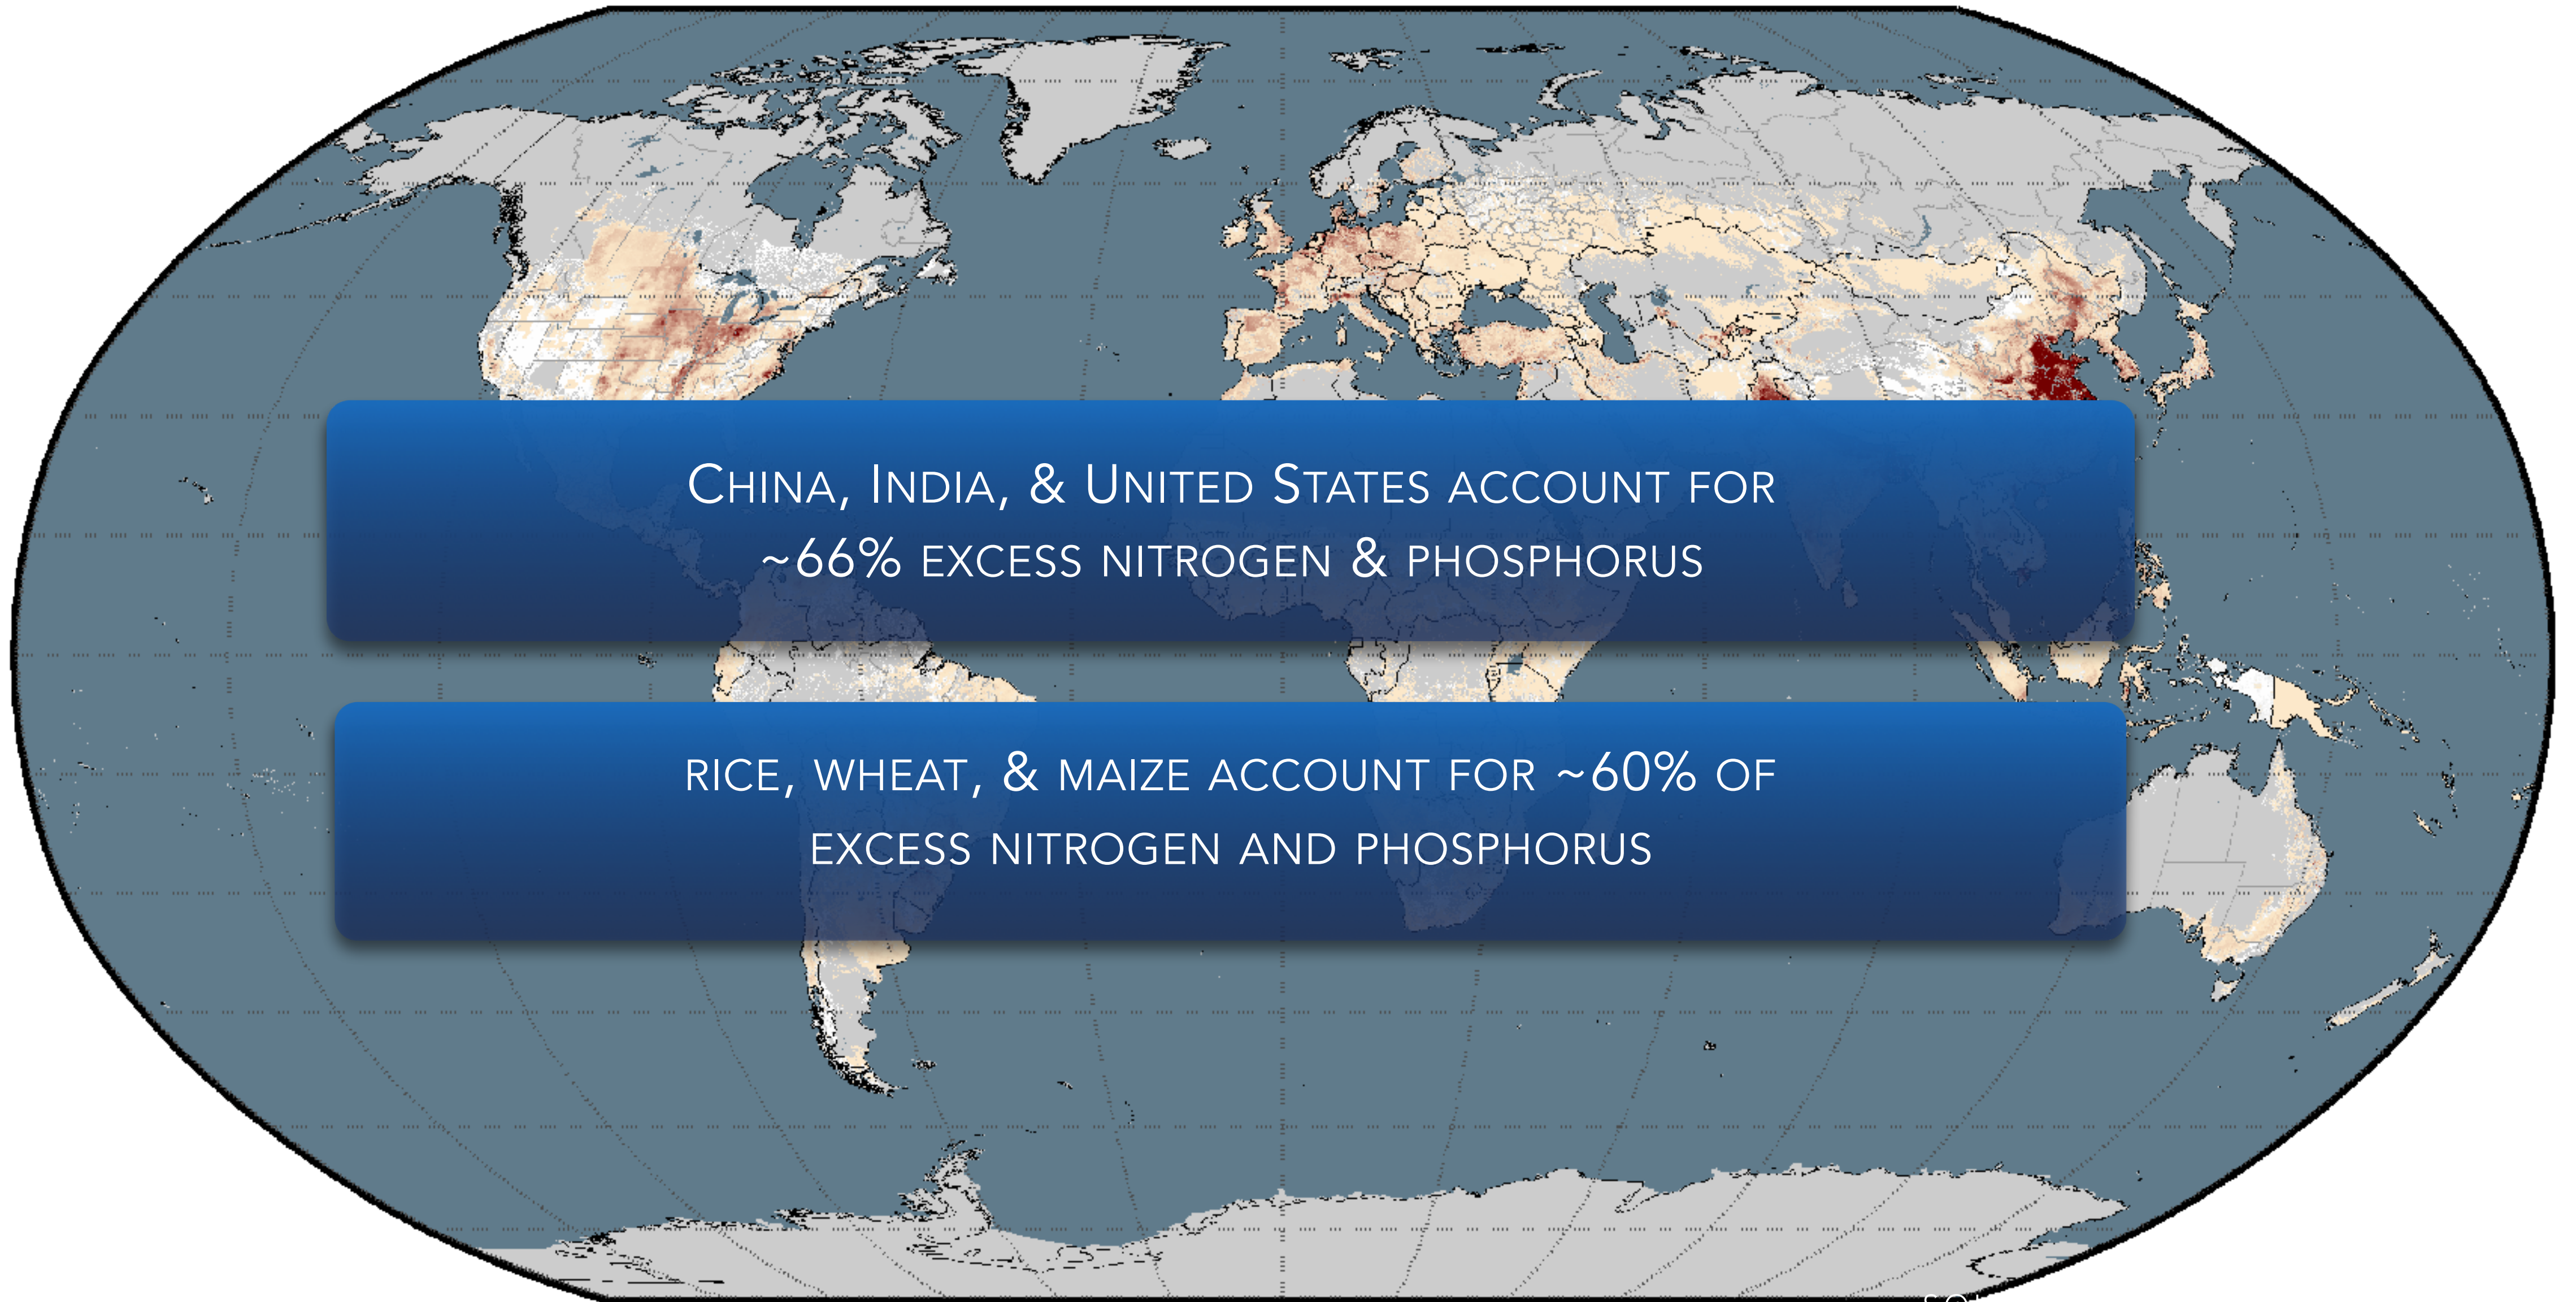 China, India, & United States account for
~66% excess nitrogen & phosphorus
rice, wheat, & maize account for ~60% of
excess nitrogen and phosphorus